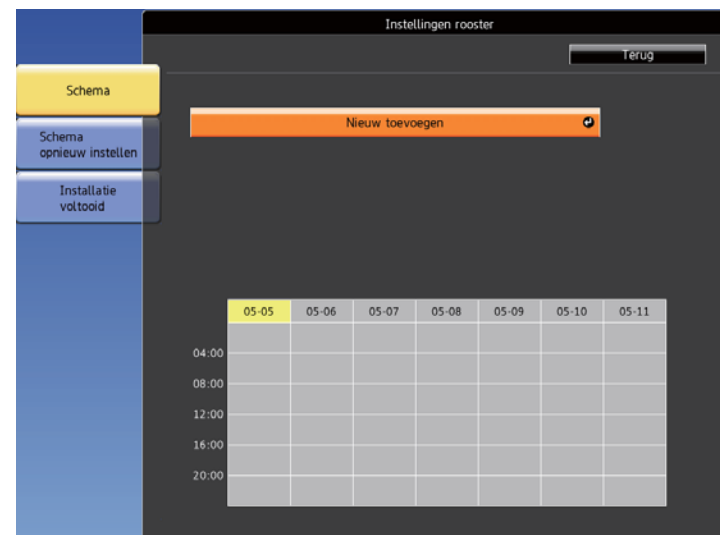 Instellingen rooster
Terug
Schema
Nieuw toevoegen
Schema
opnieuw instellen
Installatie
voltooid
05-05 05-06 05-07 05-08 05-09 05-10 05-11
04:00
08:00
12:00
16:00
20:00